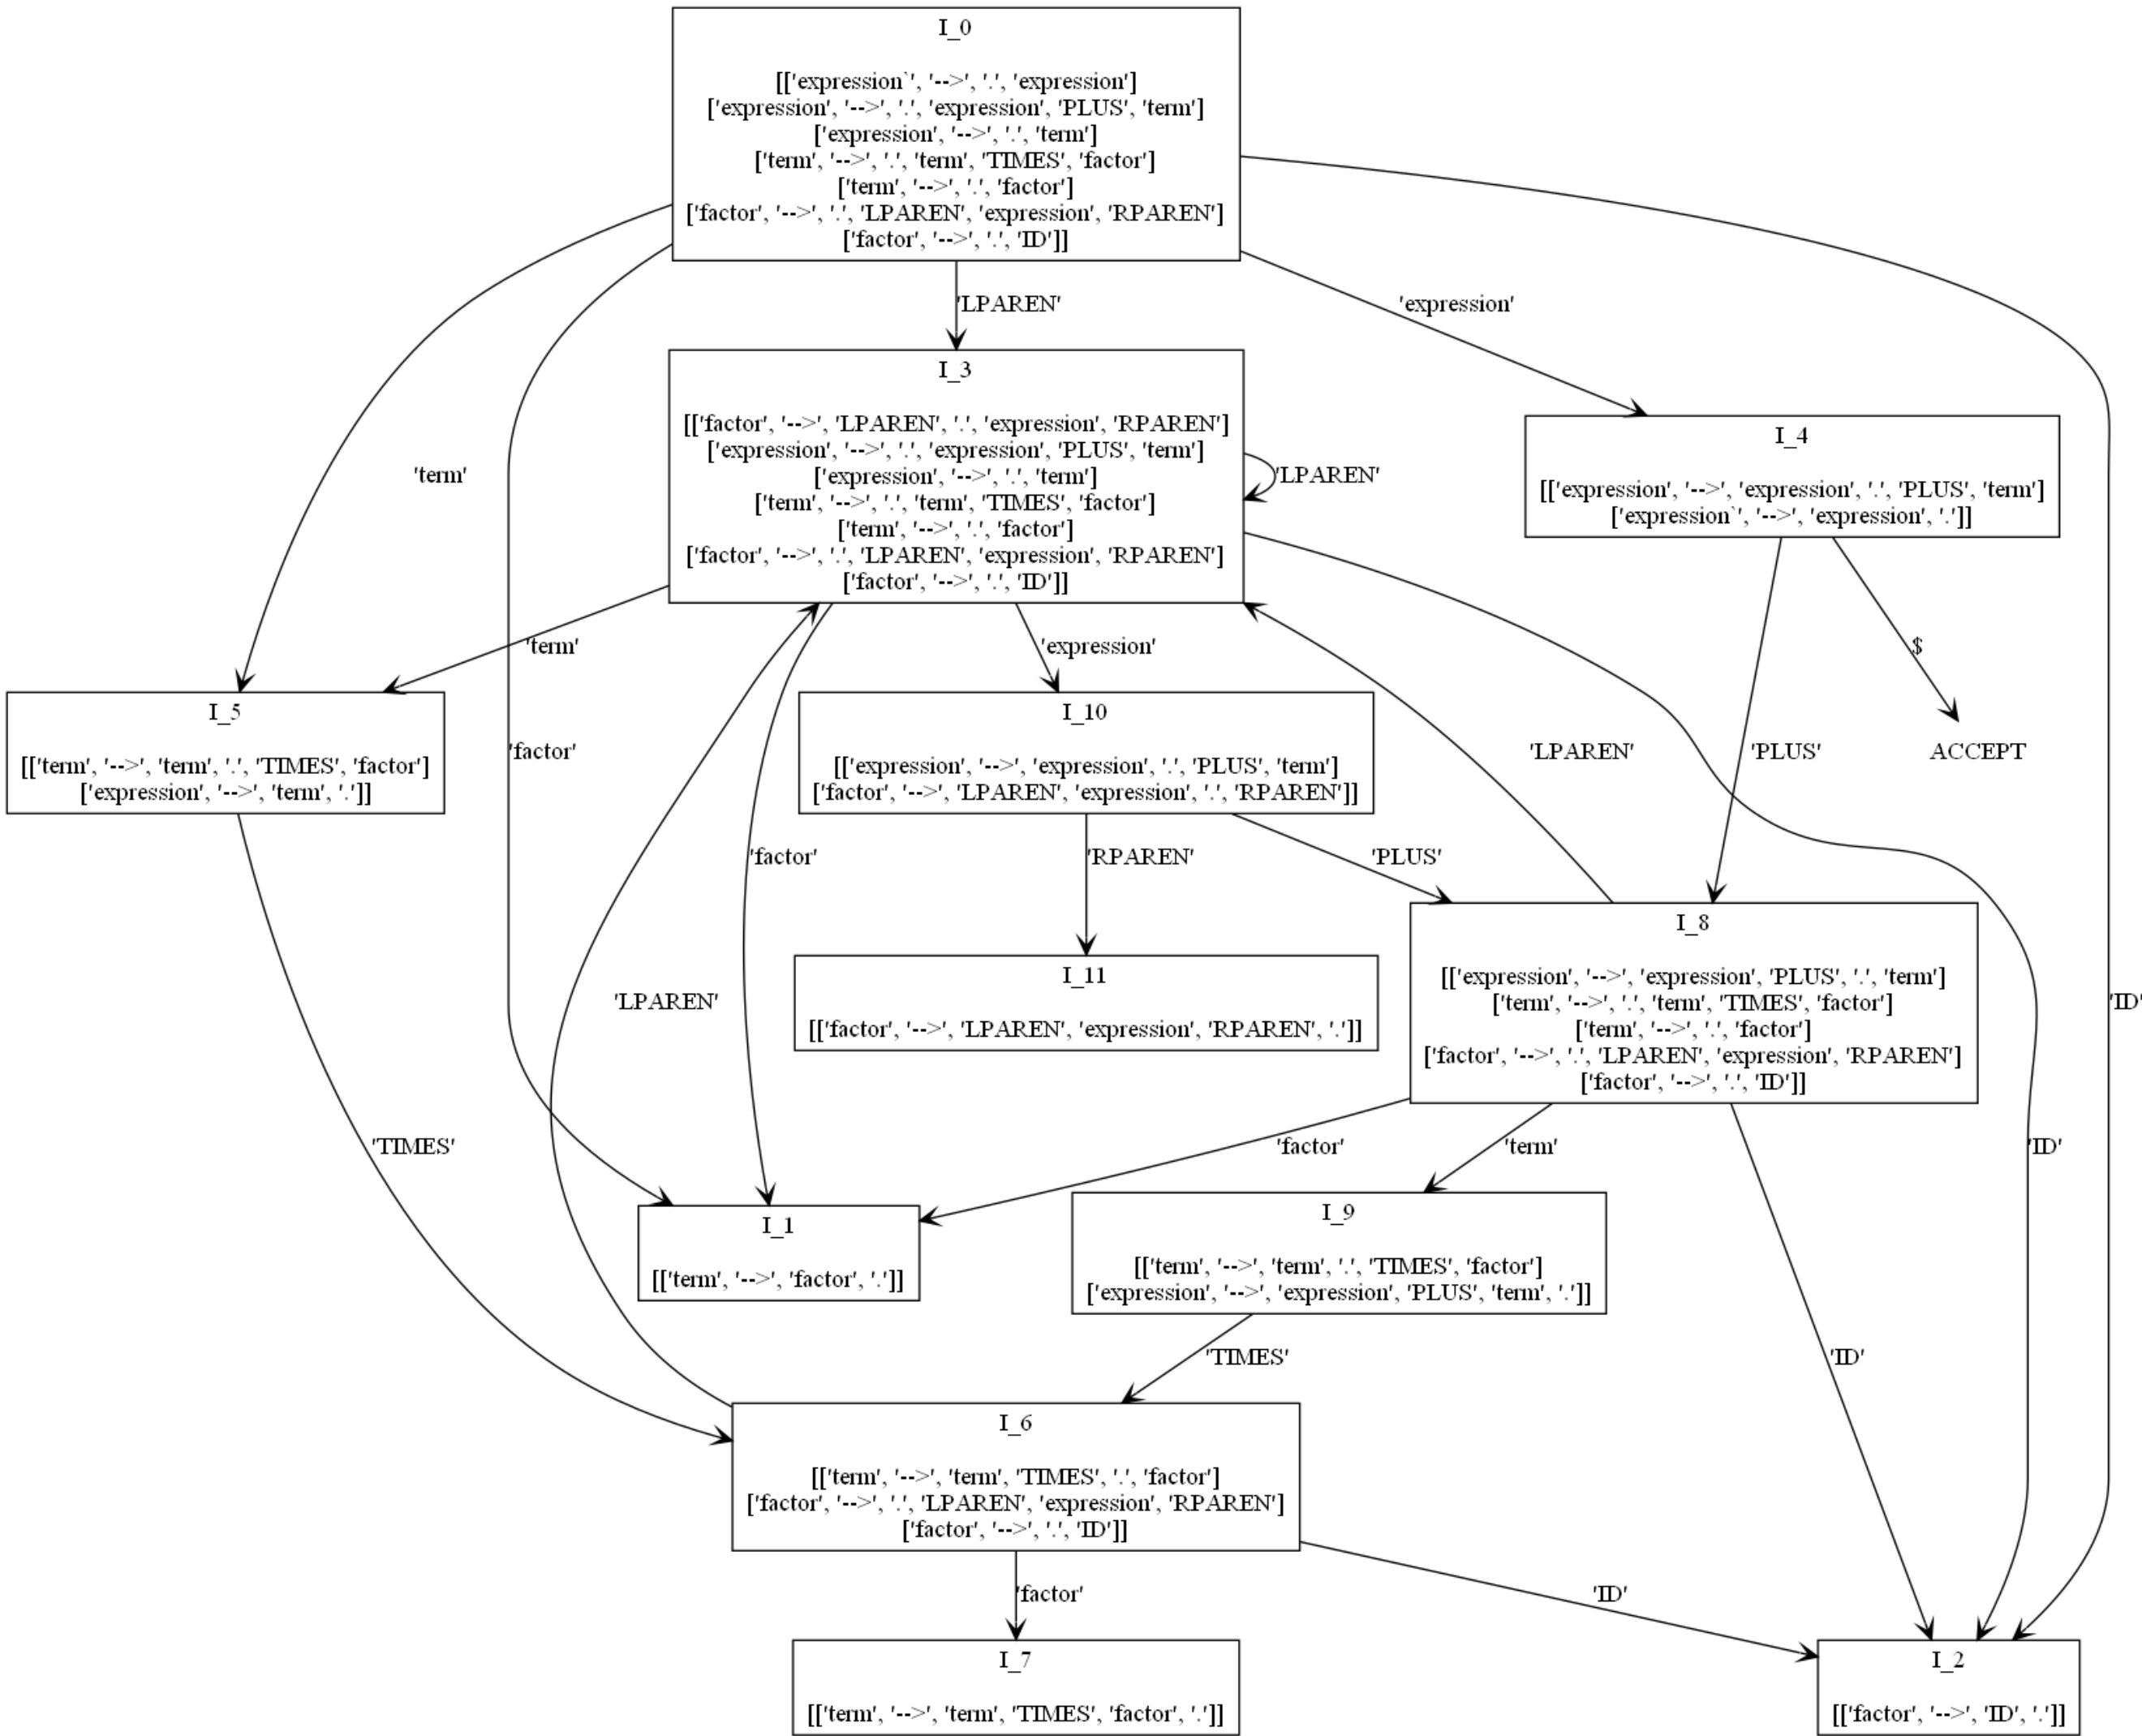 I_0
[['expression`', '-->', '.', 'expression']
['expression', '-->', '.', 'expression', 'PLUS', 'term']
['expression', '-->', '.', 'term']
['term', '-->', '.', 'term', 'TIMES', 'factor']
['term', '-->', '.', 'factor']
['factor', '-->', '.', 'LPAREN', 'expression', 'RPAREN']
['factor', '-->', '.', 'ID']]
'LPAREN'
'expression'
I_3
[['factor', '-->', 'LPAREN', '.', 'expression', 'RPAREN']
['expression', '-->', '.', 'expression', 'PLUS', 'term']
['expression', '-->', '.', 'term']
['term', '-->', '.', 'term', 'TIMES', 'factor']
['term', '-->', '.', 'factor']
['factor', '-->', '.', 'LPAREN', 'expression', 'RPAREN']
['factor', '-->', '.', 'ID']]
'term'
'LPAREN'
I_4
[['expression', '-->', 'expression', '.', 'PLUS', 'term']
['expression`', '-->', 'expression', '.']]
'term'
'expression'
$
I_5
[['term', '-->', 'term', '.', 'TIMES', 'factor']
['expression', '-->', 'term', '.']]
'factor'
I_10
[['expression', '-->', 'expression', '.', 'PLUS', 'term']
['factor', '-->', 'LPAREN', 'expression', '.', 'RPAREN']]
'LPAREN'
'PLUS'
ACCEPT
'factor'
'RPAREN'
'PLUS'
I_8
[['expression', '-->', 'expression', 'PLUS', '.', 'term']
['term', '-->', '.', 'term', 'TIMES', 'factor']
['term', '-->', '.', 'factor']
['factor', '-->', '.', 'LPAREN', 'expression', 'RPAREN']
['factor', '-->', '.', 'ID']]
'LPAREN'
I_11
[['factor', '-->', 'LPAREN', 'expression', 'RPAREN', '.']]
'ID'
'TIMES'
'factor'
'term'
'ID'
I_1
[['term', '-->', 'factor', '.']]
I_9
[['term', '-->', 'term', '.', 'TIMES', 'factor']
['expression', '-->', 'expression', 'PLUS', 'term', '.']]
'TIMES'
'ID'
I_6
[['term', '-->', 'term', 'TIMES', '.', 'factor']
['factor', '-->', '.', 'LPAREN', 'expression', 'RPAREN']
['factor', '-->', '.', 'ID']]
'factor'
'ID'
I_7
[['term', '-->', 'term', 'TIMES', 'factor', '.']]
I_2
[['factor', '-->', 'ID', '.']]